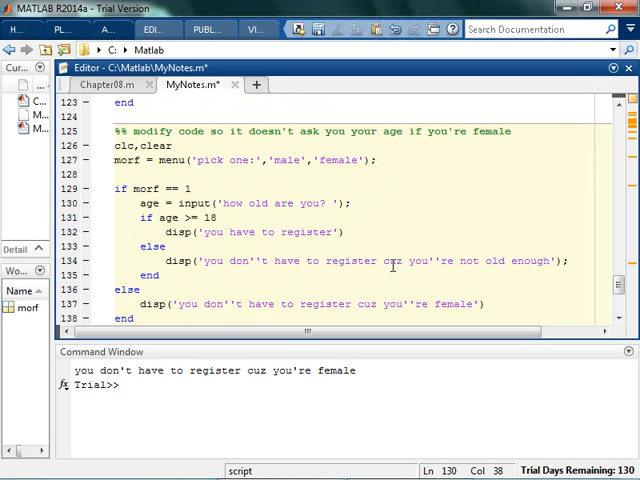 MATLAB R2014a - Trial Version
H... P... A... EDI... PUBL... VI... Search Documentation
C: Matlab
Cur... Editor - C:\Matlab\MyNotes.m*
Chapter08.m MyNotes.m*
... C... M... M...
123 end
124
125 %% modify code so it doesn't ask you your age if you're female
126 clc,clear
127 morf = menu('pick one:','male','female');
128
129 if morf == 1
130 age = input('how old are you? ');
131 if age >= 18
132 disp('you have to register')
133 else
134 disp('you don''t have to register cuz you''re not old enough');
135 end
136 else
137 disp('you don''t have to register cuz you''re female')
138 end
Detail
Wo...
Name
morf
Command Window
you don't have to register cuz you're female
fx Trial>>
script Ln 130 Col 38 Trial Days Remaining: 130